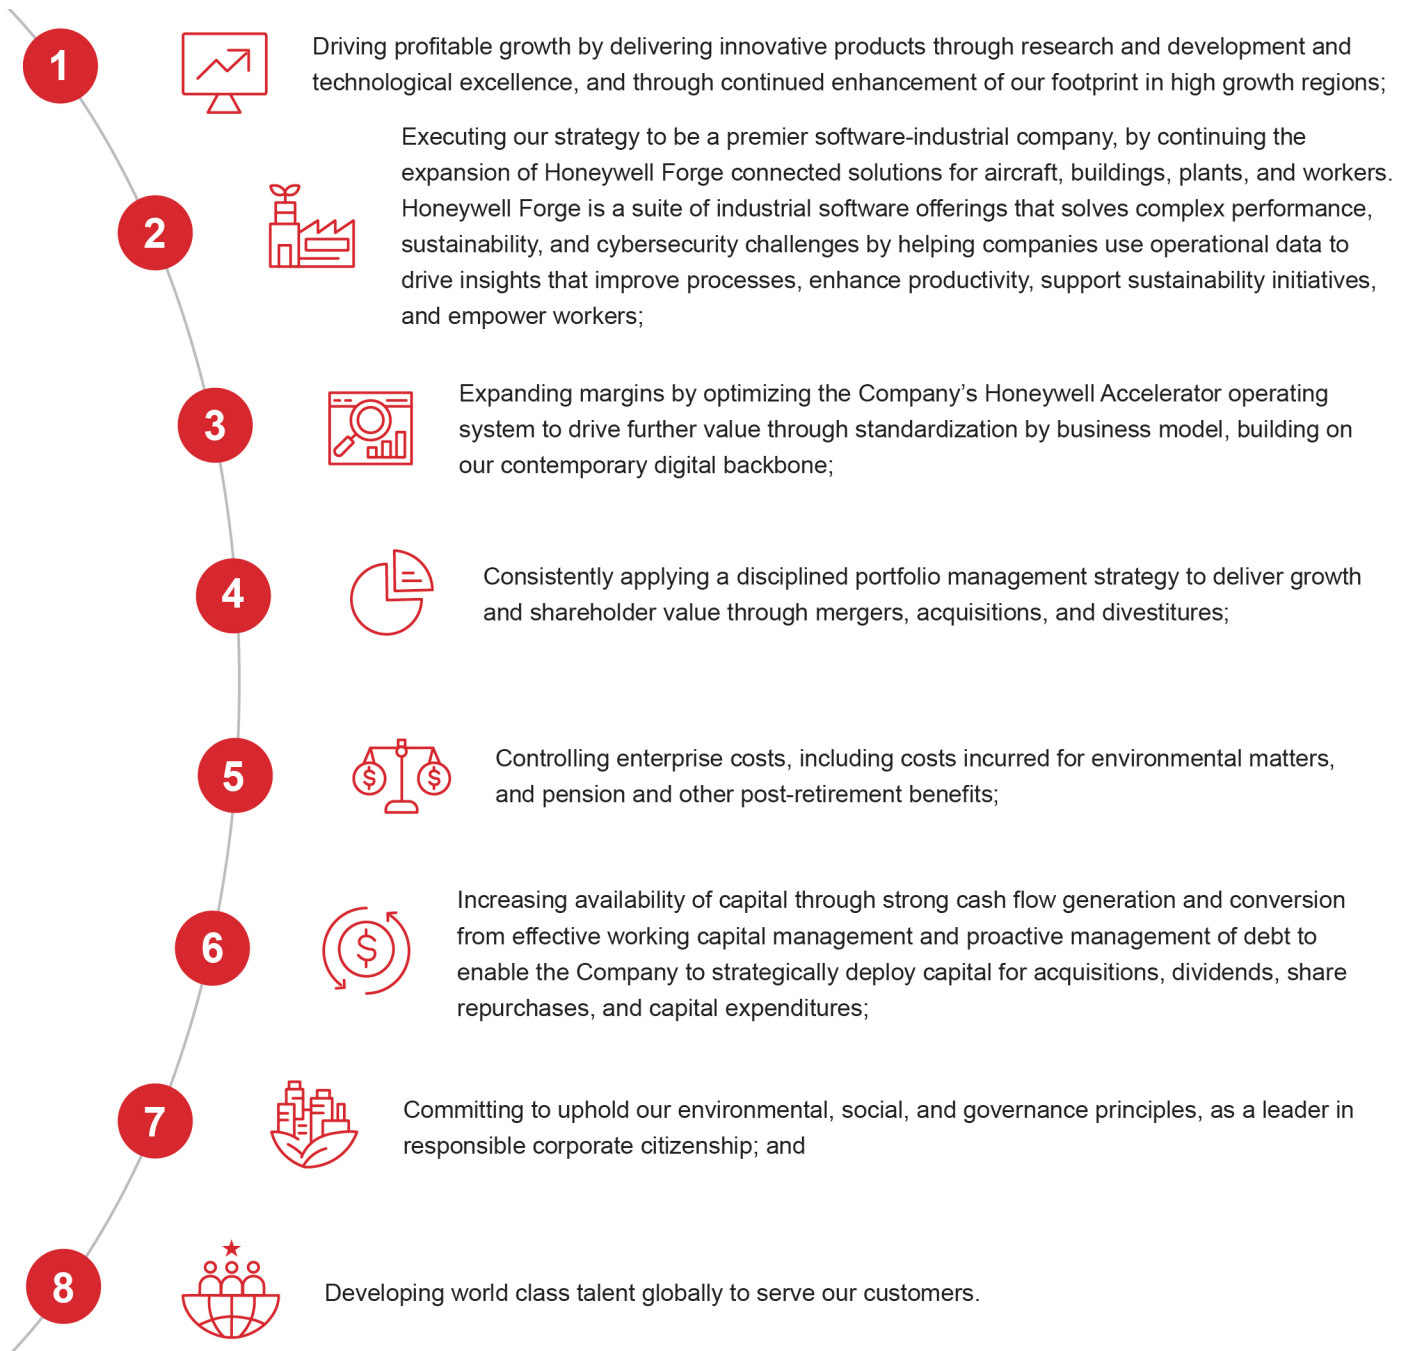 1
Driving profitable growth by delivering innovative products through research and development and
technological excellence, and through continued enhancement of our footprint in high growth regions;
2
Executing our strategy to be a premier software-industrial company, by continuing the
expansion of Honeywell Forge connected solutions for aircraft, buildings, plants, and workers.
Honeywell Forge is a suite of industrial software offerings that solves complex performance,
sustainability, and cybersecurity challenges by helping companies use operational data to
drive insights that improve processes, enhance productivity, support sustainability initiatives,
and empower workers;
3
Expanding margins by optimizing the Company’s Honeywell Accelerator operating
system to drive further value through standardization by business model, building on
our contemporary digital backbone;
4
Consistently applying a disciplined portfolio management strategy to deliver growth
and shareholder value through mergers, acquisitions, and divestitures;
5
$ $
Controlling enterprise costs, including costs incurred for environmental matters,
and pension and other post-retirement benefits;
6
$
Increasing availability of capital through strong cash flow generation and conversion
from effective working capital management and proactive management of debt to
enable the Company to strategically deploy capital for acquisitions, dividends, share
repurchases, and capital expenditures;
7
Committing to uphold our environmental, social, and governance principles, as a leader in
responsible corporate citizenship; and
8
Developing world class talent globally to serve our customers.